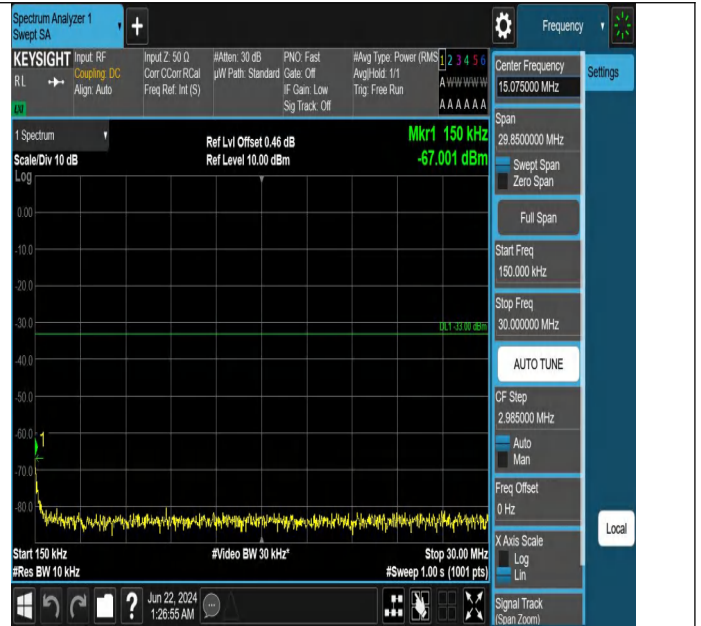 Spectrum Analyzer 1
Swept SA
+
Frequency
KEYSIGHT
RL
LXI
Input: RF
Coupling: DC
Align: Auto
Input Z: 50 Ω
Corr CCorr RCal
Freq Ref: Int (S)
#Atten: 30 dB
µW Path: Standard
PNO: Fast
Gate: Off
IF Gain: Low
Sig Track: Off
#Avg Type: Power (RMS
Avg|Hold: 1/1
Trig: Free Run
1 2 3 4 5 6
A W W W W W
A A A A A A
1 Spectrum
Scale/Div 10 dB
Log
Ref Lvl Offset 0.46 dB
Ref Level 10.00 dBm
Mkr1 150 kHz
-67.001 dBm
0.00
-10.0
-20.0
-30.0
DL1 -33.00 dBm
-40.0
-50.0
-60.0
1
-70.0
-80.0
Start 150 kHz
#Res BW 10 kHz
#Video BW 30 kHz*
Stop 30.00 MHz
#Sweep 1.00 s (1001 pts)
Center Frequency
15.075000 MHz
Settings
Span
29.8500000 MHz
Swept Span
Zero Span
Full Span
Start Freq
150.000 kHz
Stop Freq
30.000000 MHz
AUTO TUNE
CF Step
2.985000 MHz
Auto
Man
Freq Offset
0 Hz
X Axis Scale
Log
Lin
Signal Track
(Span Zoom)
Local
?
Jun 22, 2024
1:26:55 AM